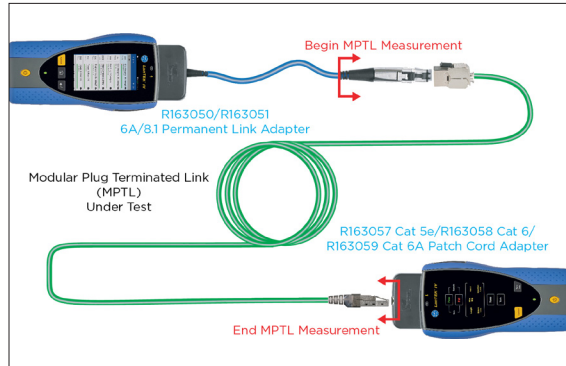 Begin MPTL Measurement
R163050/R163051
6A/8.1 Permanent Link Adapter
Modular Plug Terminated Link
(MPTL)
Under Test
R163057 Cat 5e/R163058 Cat 6/
R163059 Cat 6A Patch Cord Adapter
End MPTL Measurement